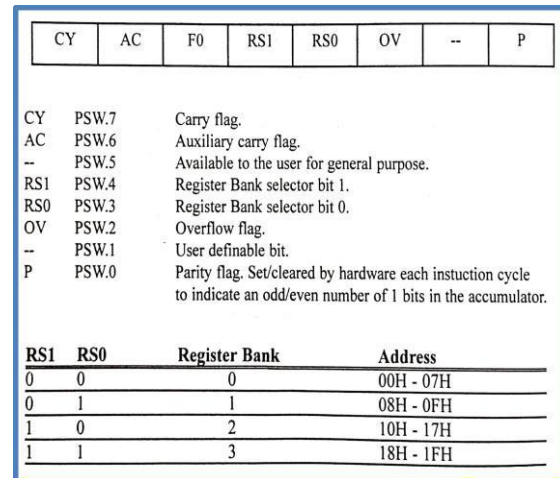 CY AC F0 RS1 RS0 OV -- P
CY PSW.7 Carry flag.
AC PSW.6 Auxiliary carry flag.
-- PSW.5 Available to the user for general purpose.
RS1 PSW.4 Register Bank selector bit 1.
RS0 PSW.3 Register Bank selector bit 0.
OV PSW.2 Overflow flag.
-- PSW.1 User definable bit.
P PSW.0 Parity flag. Set/cleared by hardware each instuction cycle
to indicate an odd/even number of 1 bits in the accumulator.
RS1 RS0 Register Bank Address
0 0 0 00H - 07H
0 1 1 08H - 0FH
1 0 2 10H - 17H
1 1 3 18H - 1FH